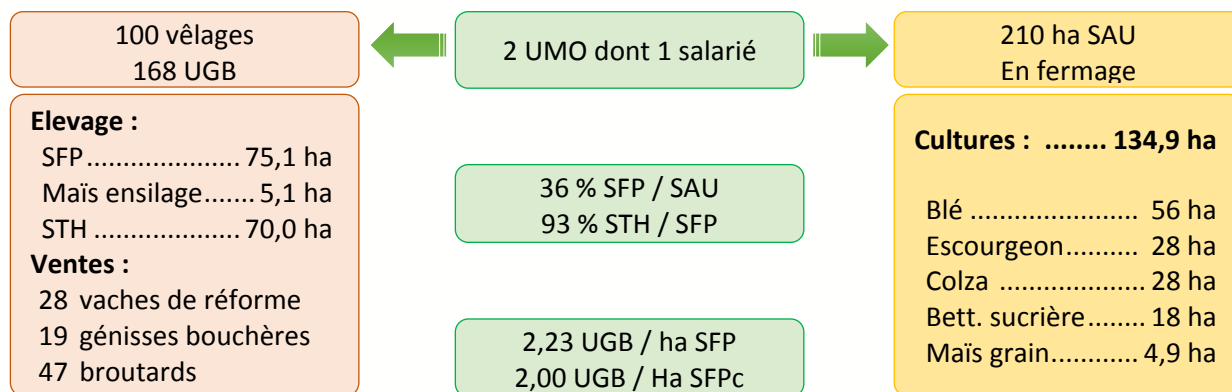 100 vêlages
168 UGB
2 UMO dont 1 salarié
210 ha SAU
En fermage
Elevage :
SFP..................... 75,1 ha
Maïs ensilage...... 5,1 ha
STH .................... 70,0 ha
Ventes :
28 vaches de réforme
19 génisses bouchères
47 broutards
36 % SFP / SAU
93 % STH / SFP
2,23 UGB / ha SFP
2,00 UGB / Ha SFPc
Cultures : ........ 134,9 ha
Blé ...................... 56 ha
Escourgeon.......... 28 ha
Colza .................. 28 ha
Bett. sucrière....... 18 ha
Maïs grain............ 4,9 ha